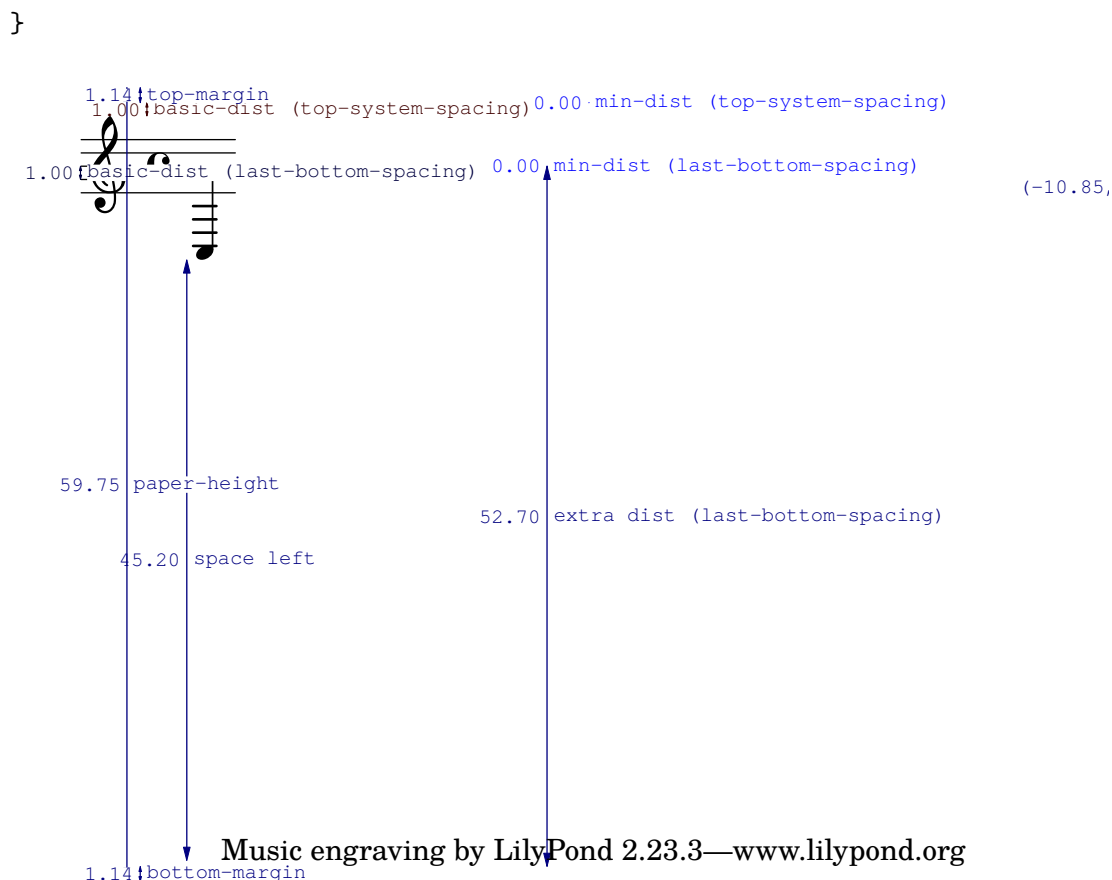 }
1.14 top-margin
1.00 basic-dist (top-system-spacing) 0.00 min-dist (top-system-spacing)
1.00 basic-dist (last-bottom-spacing) 0.00 min-dist (last-bottom-spacing)
(-10.85,
59.75 paper-height
52.70 extra dist (last-bottom-spacing)
45.20 space left
Music engraving by LilyPond 2.23.3—www.lilypond.org
1.14 bottom-margin